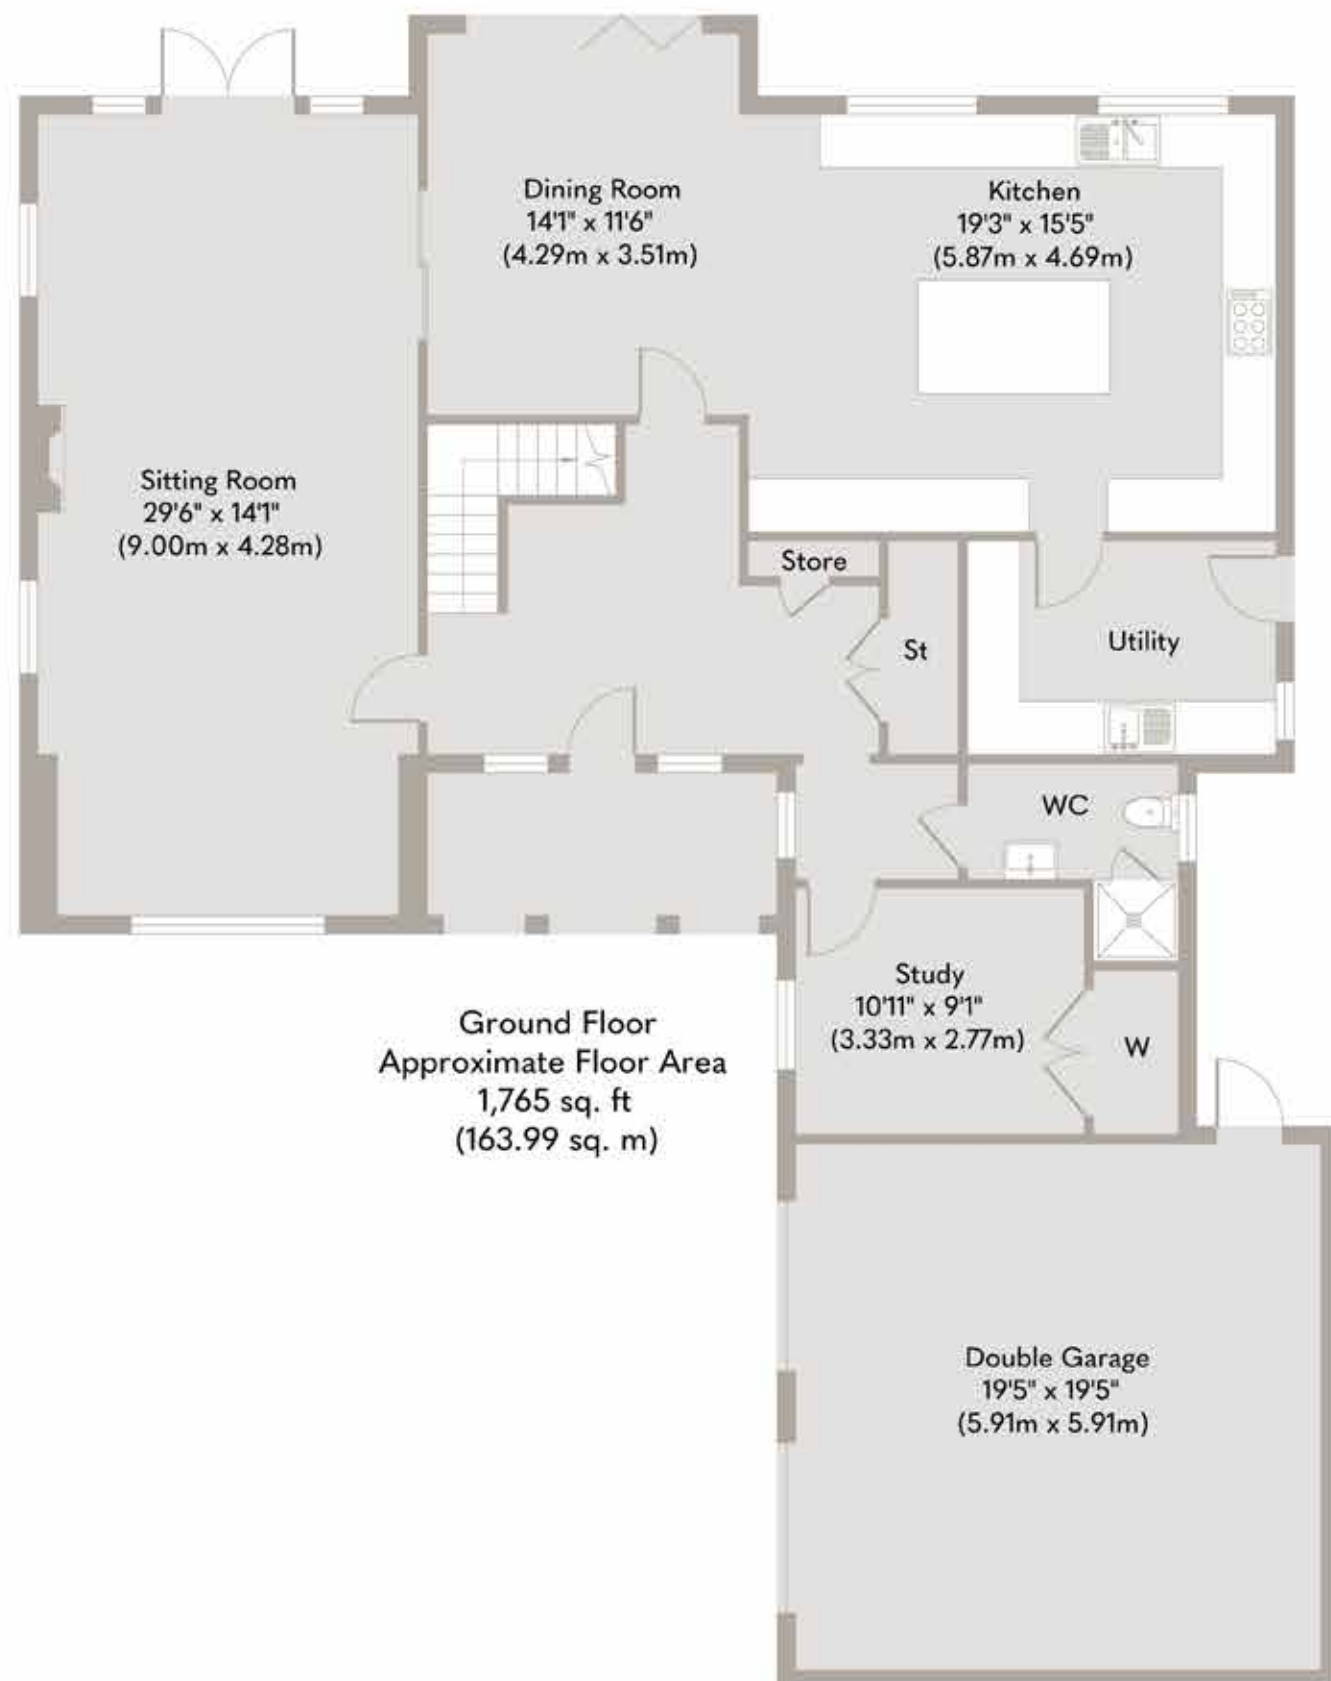 Dining Room
14'1" x 11'6"
(4.29m x 3.51m)
Kitchen
19'3" x 15'5"
(5.87m x 4.69m)
Sitting Room
29'6" x 14'1"
(9.00m x 4.28m)
Store
St
Utility
WC
Study
10'11" x 9'1"
(3.33m x 2.77m)
W
Ground Floor
Approximate Floor Area
1,765 sq. ft
(163.99 sq. m)
Double Garage
19'5" x 19'5"
(5.91m x 5.91m)